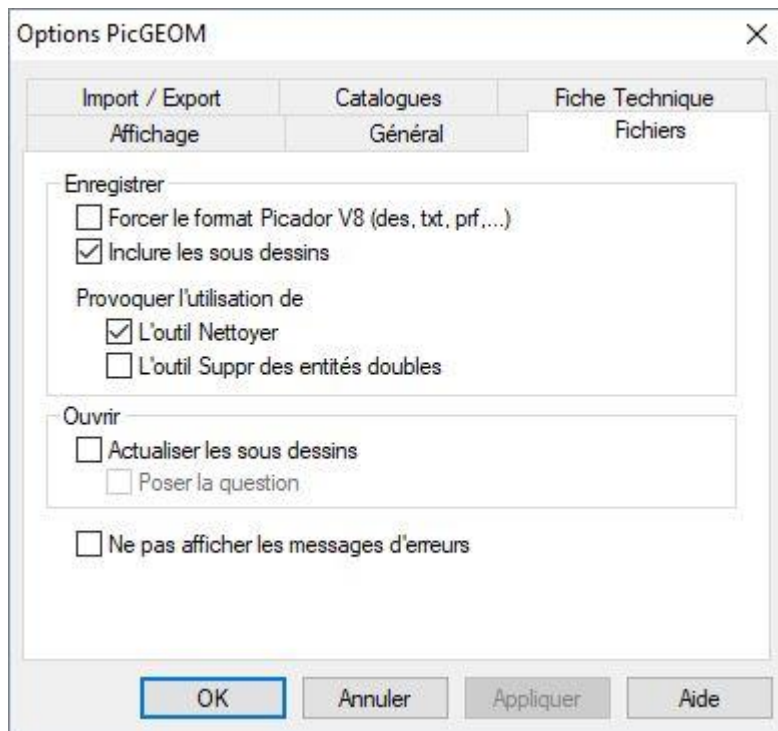 Options PicGEOM
Import / Export Catalogues Fiche Technique
Affichage Général Fichiers
Enregistrer
Forcer le format Picador V8 (des, txt, prf,...)
Inclure les sous dessins
Provoquer l'utilisation de
L'outil Nettoyer
L'outil Suppr des entités doubles
Ouvrir
Actualiser les sous dessins
Poser la question
Ne pas afficher les messages d'erreurs
OK Annuler Appliquer Aide